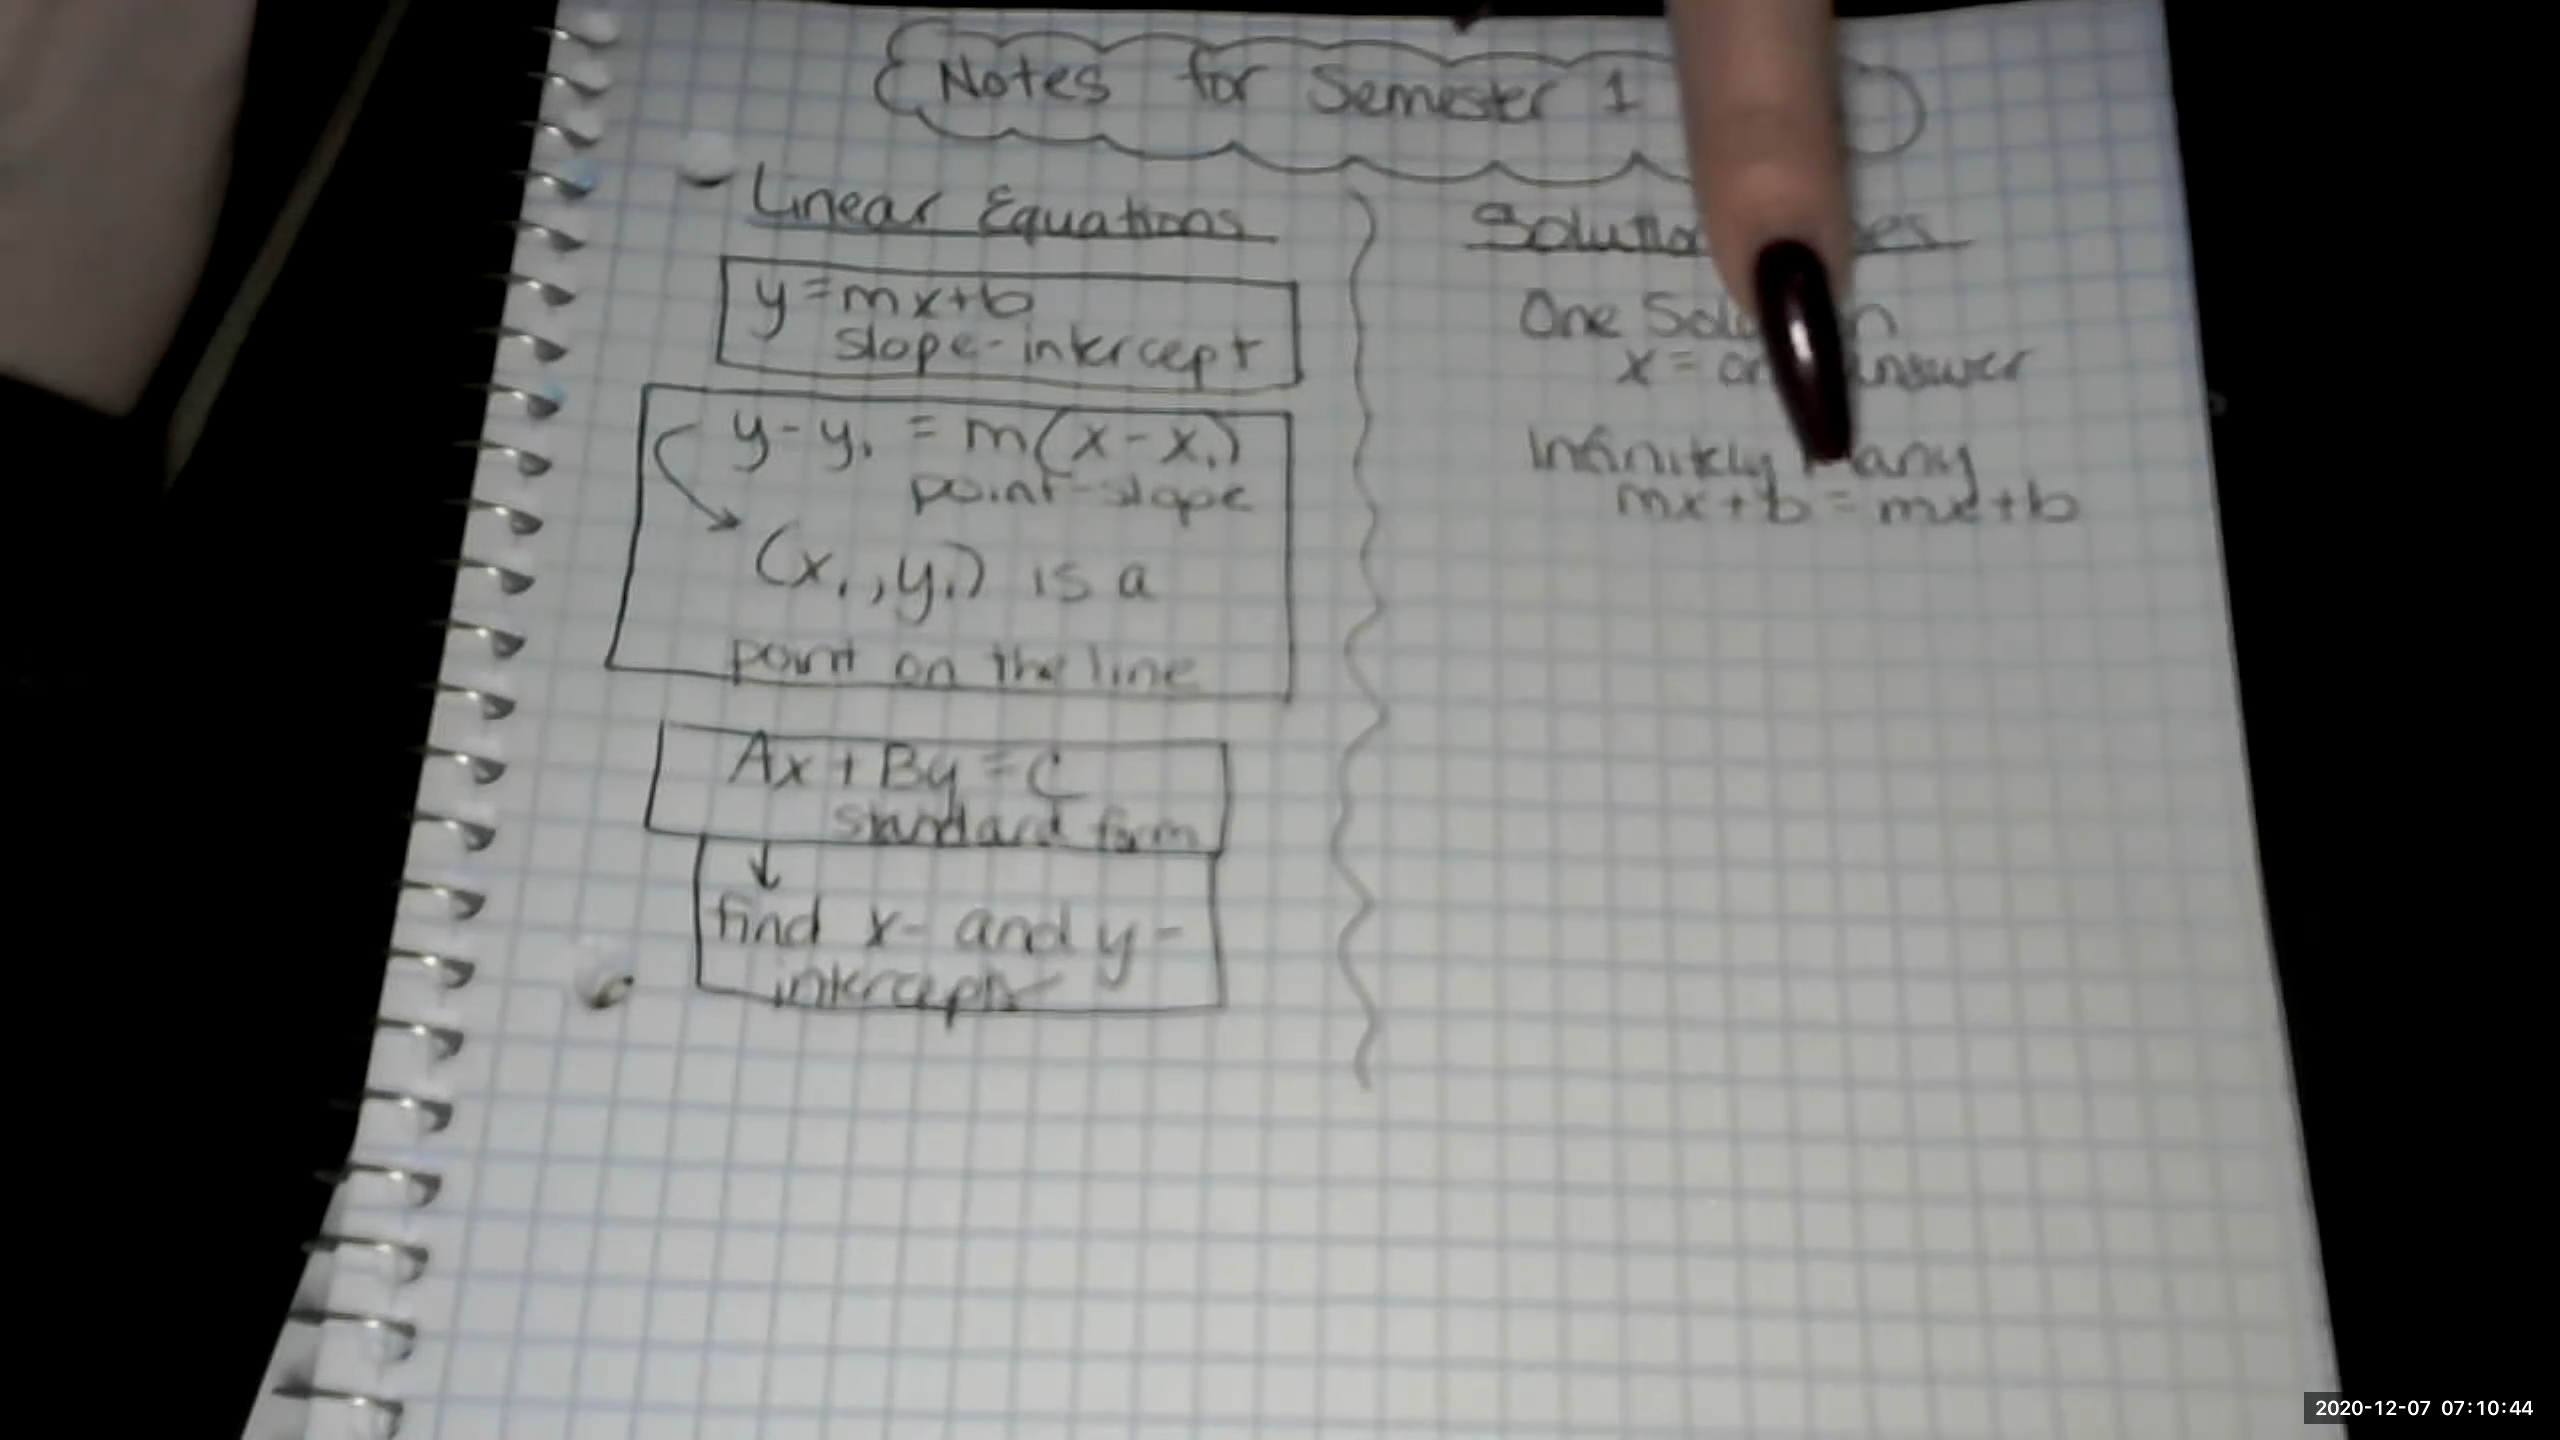 Notes for Semester 1
- Linear Equations
y = mx+b
slope-intercept
y-y₁ = m(x-x₁)
point-slope
(x₁,y₁) is a
point on the line
Ax + By = C
standard form
↓
find x- and y-
intercepts
One
x =
Infinitely
mx+b = mx+b
2020-12-07 07:10:44